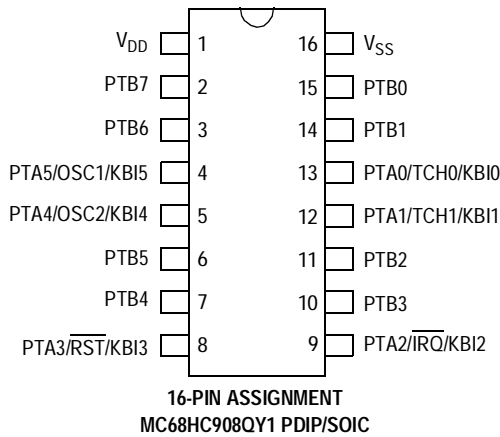 V_DD 1 16 V_SS
PTB7 2 15 PTB0
PTB6 3 14 PTB1
PTA5/OSC1/KBI5 4 13 PTA0/TCH0/KBI0
PTA4/OSC2/KBI4 5 12 PTA1/TCH1/KBI1
PTB5 6 11 PTB2
PTB4 7 10 PTB3
PTA3/R̅S̅T̅/KBI3 8 9 PTA2/I̅R̅Q̅/KBI2
16-PIN ASSIGNMENT
MC68HC908QY1 PDIP/SOIC